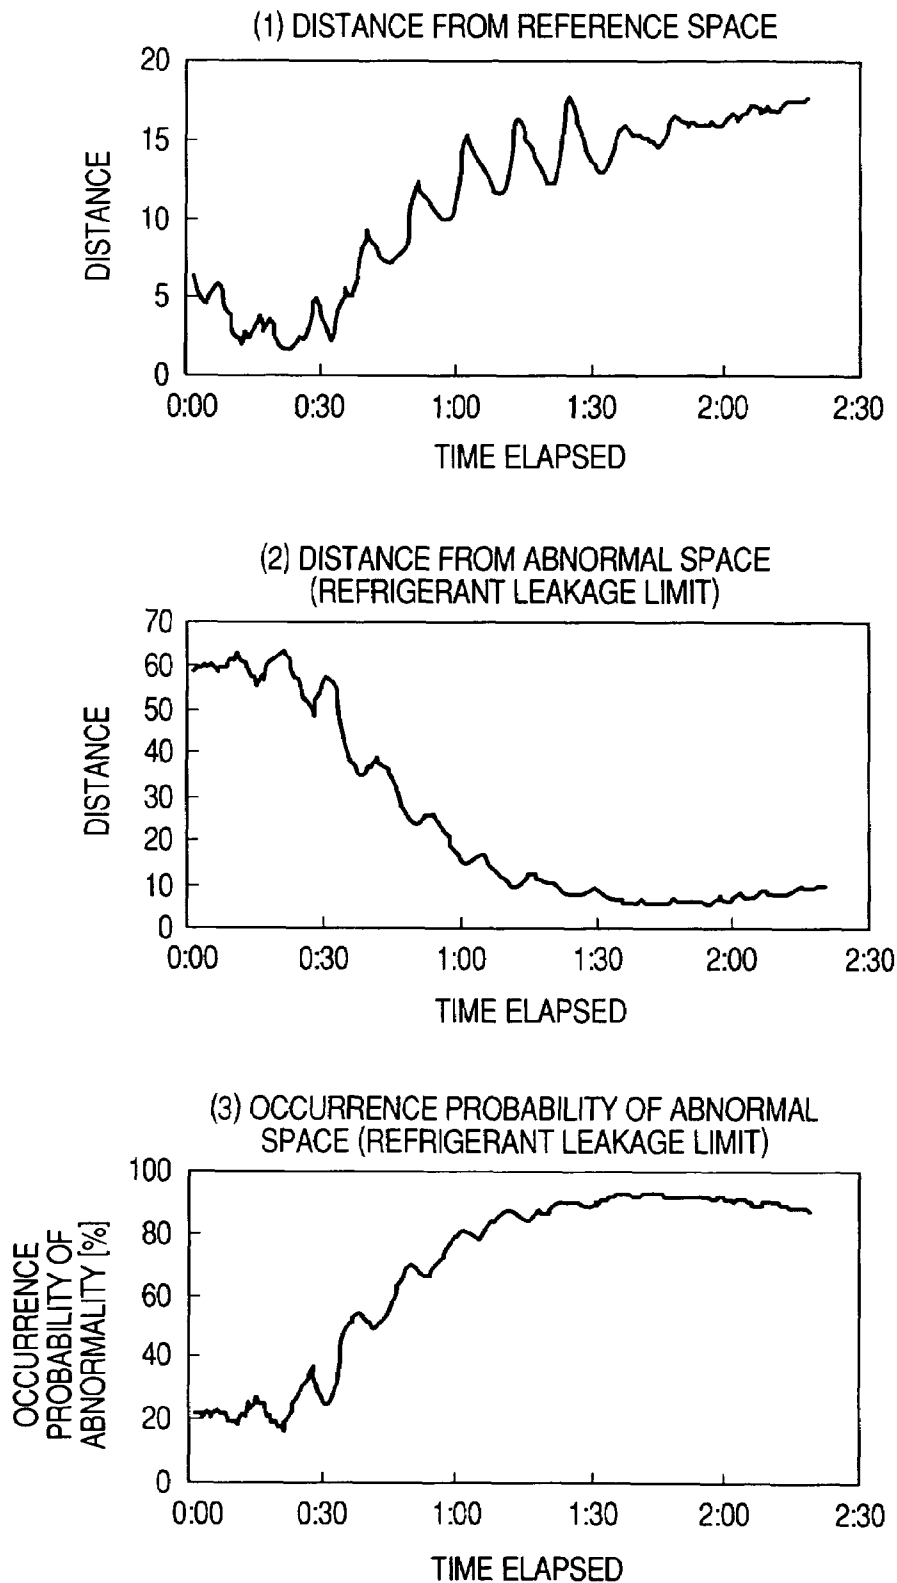 (1) DISTANCE FROM REFERENCE SPACE
20
15
10
5
0
DISTANCE
0:00 0:30 1:00 1:30 2:00 2:30
TIME ELAPSED
(2) DISTANCE FROM ABNORMAL SPACE
(REFRIGERANT LEAKAGE LIMIT)
70
60
50
40
30
20
10
0
DISTANCE
0:00 0:30 1:00 1:30 2:00 2:30
TIME ELAPSED
(3) OCCURRENCE PROBABILITY OF ABNORMAL
SPACE (REFRIGERANT LEAKAGE LIMIT)
100
80
60
40
20
0
OCCURRENCE
PROBABILITY OF
ABNORMALITY [%]
0:00 0:30 1:00 1:30 2:00 2:30
TIME ELAPSED